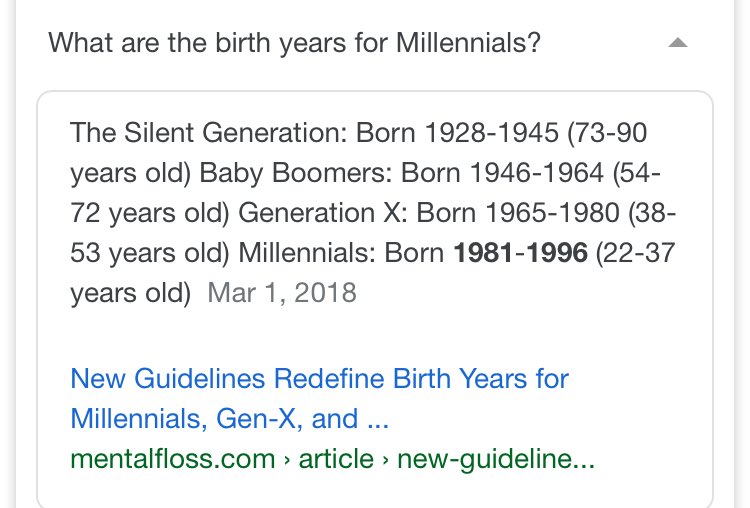 What are the birth years for Millennials?
The Silent Generation: Born 1928-1945 (73-90
years old) Baby Boomers: Born 1946-1964 (54-
72 years old) Generation X: Born 1965-1980 (38-
53 years old) Millennials: Born 1981-1996 (22-37
years old) Mar 1, 2018
New Guidelines Redefine Birth Years for
Millennials, Gen-X, and ...
mentalfloss.com › article › new-guideline...